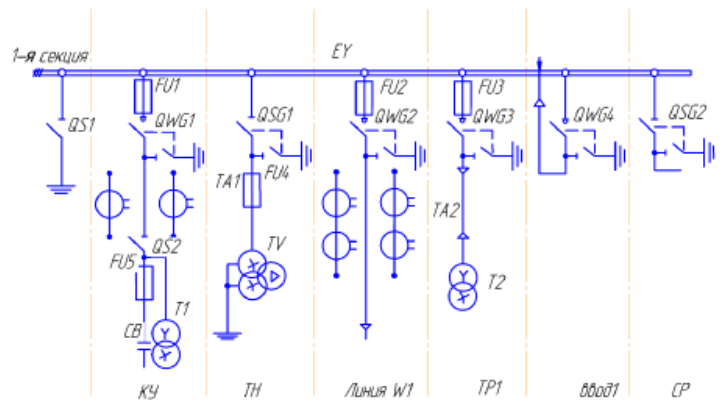 1-я секция
EY
FU1
FU2
FU3
QS1
QWG1
QSG1
QWG2
QWG3
QWG4
QSG2
TA1
FU4
TA2
QS2
FU5
TV
T1
T2
CB
КУ
ТН
Линия W1
ТР1
Ввод1
СР